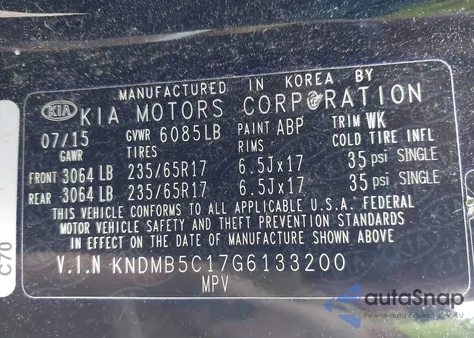 MANUFACTURED IN KOREA BY
KIA KIA MOTORS CORPORATION
07/15 GVWR 6085LB PAINT ABP TRIM WK
GAWR TIRES RIMS COLD TIRE INFL
FRONT 3064 LB 235/65R17 6.5Jx17 35 psi SINGLE
REAR 3064 LB 235/65R17 6.5Jx17 35 psi SINGLE
THIS VEHICLE CONFORMS TO ALL APPLICABLE U.S.A. FEDERAL
MOTOR VEHICLE SAFETY AND THEFT PREVENTION STANDARDS
IN EFFECT ON THE DATE OF MANUFACTURE SHOWN ABOVE.
V.I.N KNDMB5C17G6133200
MPV
C70
autoSnap
Pewne auto i